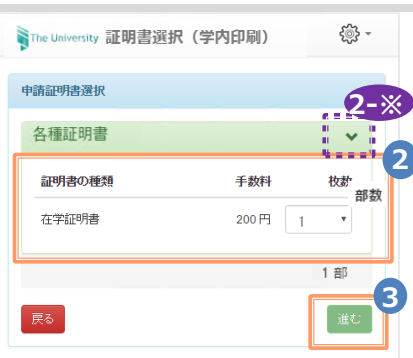 The University 証明書選択（学内印刷）
申請証明書選択
2-※
各種証明書
2
証明書の種類 手数料 枚数
部数
在学証明書 200 円 1
1 部
3
戻る 進む